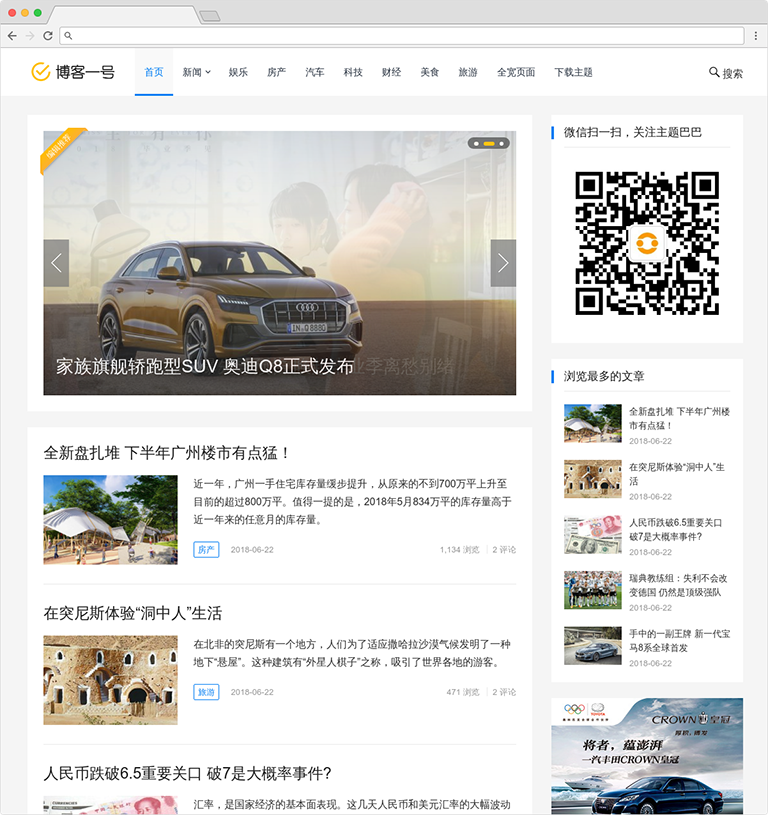 博客一号
首页
新闻
娱乐
房产
汽车
科技
财经
美食
旅游
全宽页面
下载主题
搜索
编辑推荐
家族旗舰轿跑型SUV 奥迪Q8正式发布
业季离愁别绪
全新盘扎堆 下半年广州楼市有点猛！
近一年，广州一手住宅库存量缓步提升，从原来的不到700万平上升至
目前的超过800万平。值得一提的是，2018年5月834万平的库存量高于
近一年来的任意月的库存量。
房产 2018-06-22 1,134 浏览 2 评论
在突尼斯体验“洞中人”生活
在北非的突尼斯有一个地方，人们为了适应撒哈拉沙漠气候发明了一种
地下“悬屋”。这种建筑有“外星人棋子”之称，吸引了世界各地的游客。
旅游 2018-06-22 471 浏览 2 评论
人民币跌破6.5重要关口 破7是大概率事件?
汇率，是国家经济的基本面表现。这几天人民币和美元汇率的大幅波动
微信扫一扫，关注主题巴巴
浏览最多的文章
全新盘扎堆 下半年广州楼
市有点猛！
2018-06-22
在突尼斯体验“洞中人”生
活
2018-06-22
人民币跌破6.5重要关口
破7是大概率事件?
2018-06-22
瑞典教练组：失利不会改
变德国 仍然是顶级强队
2018-06-22
手中的一副王牌 新一代宝
马8系全球首发
2018-06-22
TOYOTA
CROWN 皇冠
将者，蕴澎湃
一汽丰田CROWN皇冠